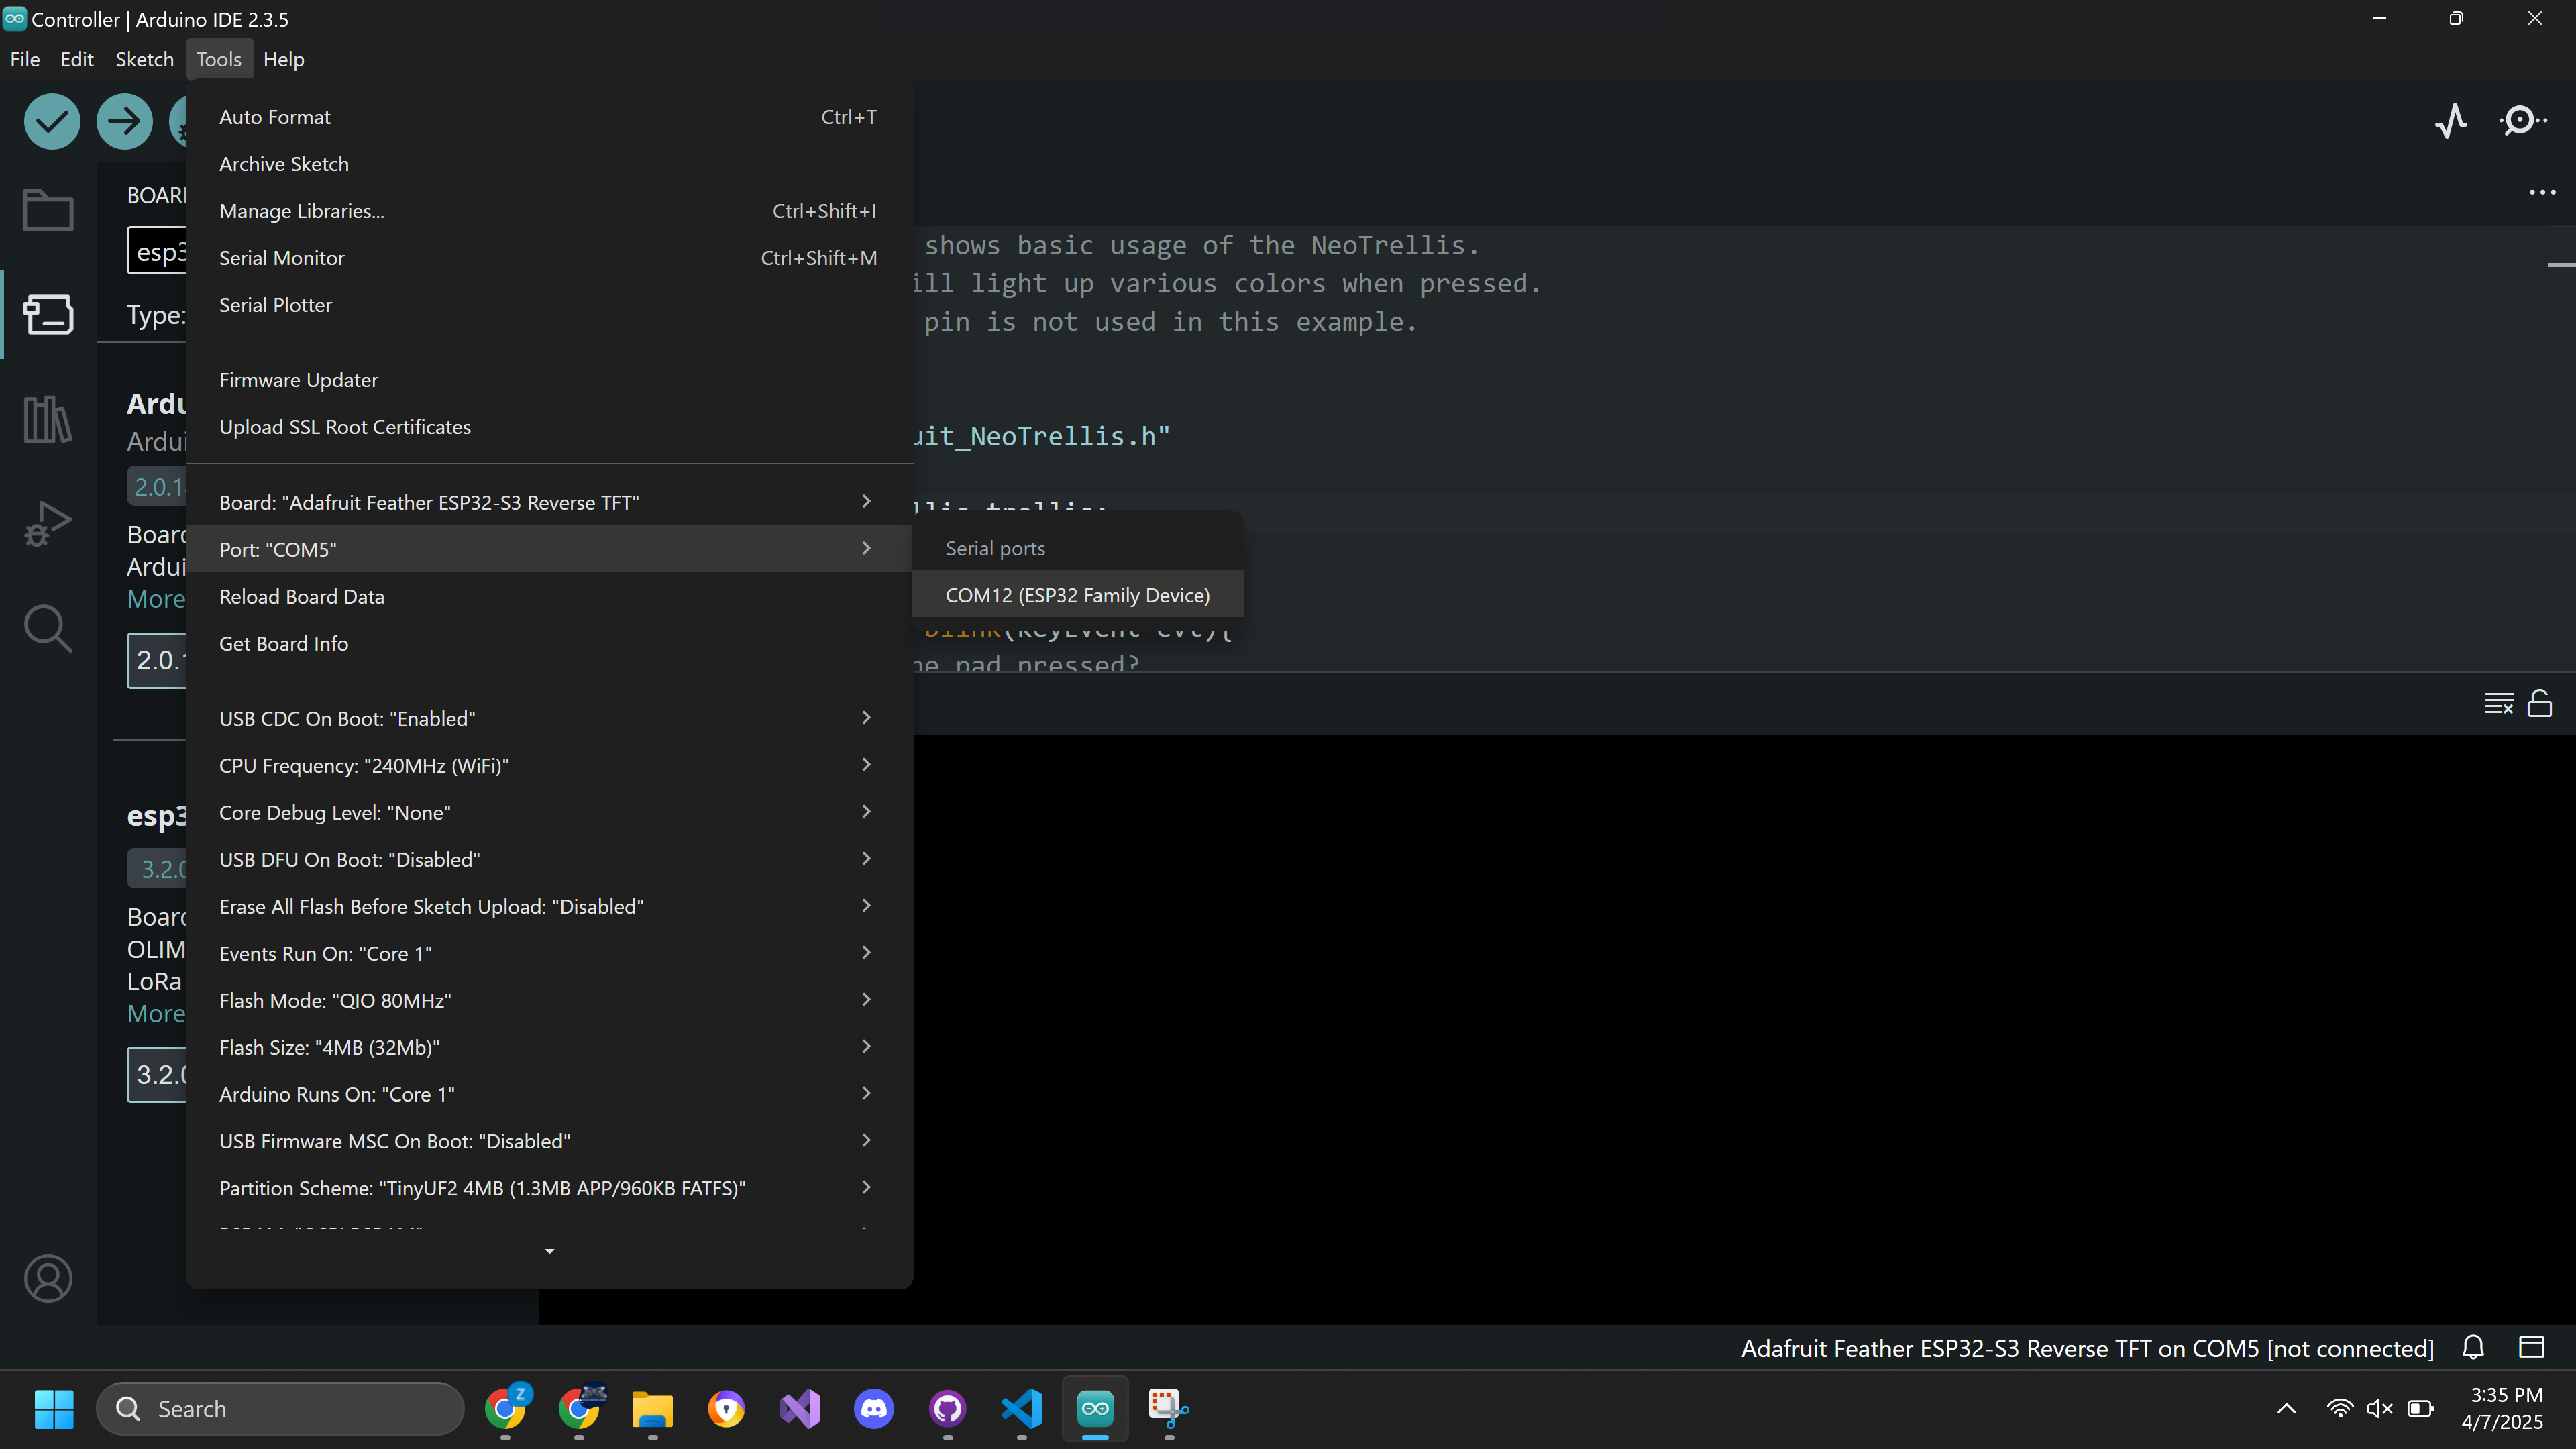 Controller | Arduino IDE 2.3.5
File Edit Sketch Tools Help
Auto Format Ctrl+T
Archive Sketch
BOAR
Manage Libraries... Ctrl+Shift+I
shows basic usage of the NeoTrellis.
esp3
Serial Monitor Ctrl+Shift+M
ill light up various colors when pressed.
Type:
Serial Plotter
pin is not used in this example.
Firmware Updater
Ardu
Upload SSL Root Certificates
Ardui
uit_NeoTrellis.h"
2.0.1
Board: "Adafruit Feather ESP32-S3 Reverse TFT"
Board
Port: "COM5"
Serial ports
Ardui
Reload Board Data
COM12 (ESP32 Family Device)
More
Get Board Info
blink(keyEvent evt){
2.0.1
he pad pressed?
USB CDC On Boot: "Enabled"
CPU Frequency: "240MHz (WiFi)"
esp3
Core Debug Level: "None"
USB DFU On Boot: "Disabled"
3.2.0
Erase All Flash Before Sketch Upload: "Disabled"
Board
Events Run On: "Core 1"
OLIM
LoRa
Flash Mode: "QIO 80MHz"
More
Flash Size: "4MB (32Mb)"
3.2.0
Arduino Runs On: "Core 1"
USB Firmware MSC On Boot: "Disabled"
Partition Scheme: "TinyUF2 4MB (1.3MB APP/960KB FATFS)"
Adafruit Feather ESP32-S3 Reverse TFT on COM5 [not connected]
Search
Z
3:35 PM
4/7/2025